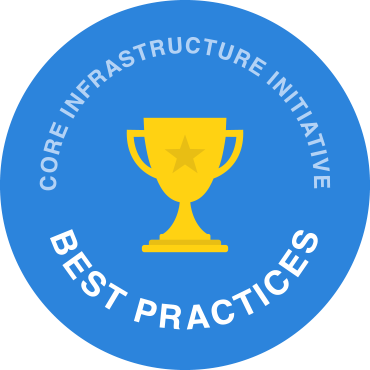 CORE INFRASTRUCTURE INITIATIVE
BEST PRACTICES